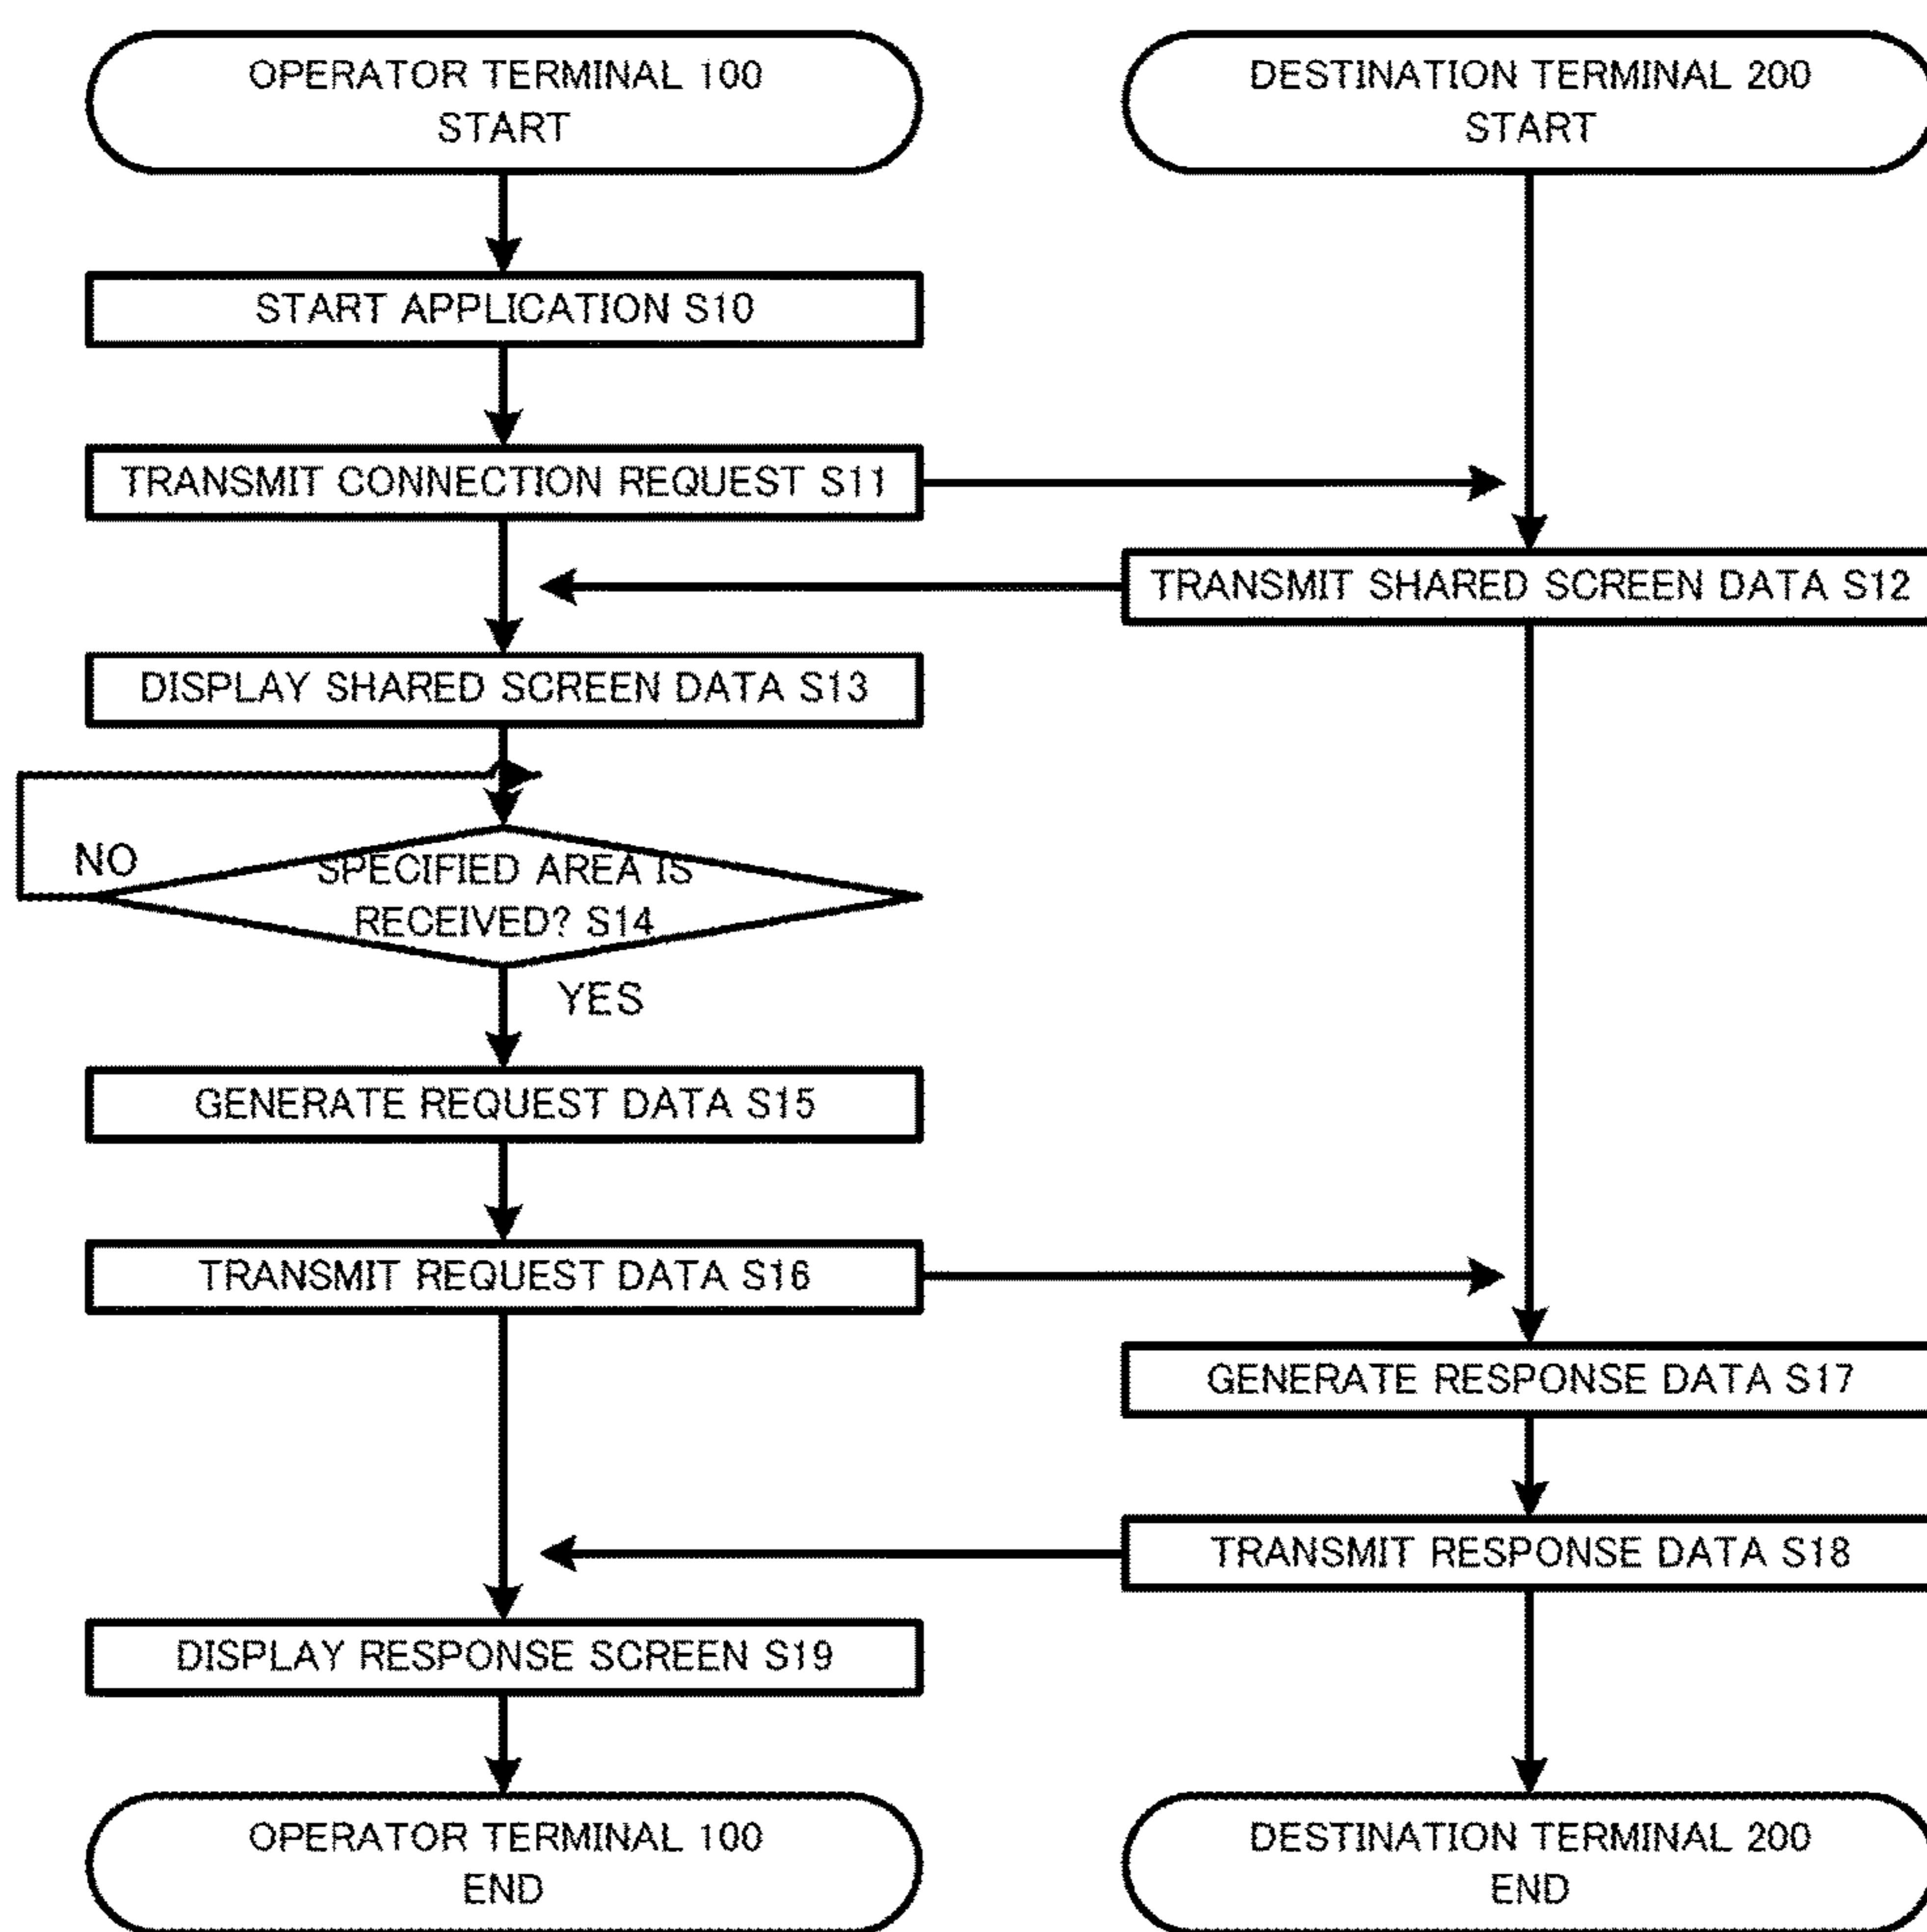 OPERATOR TERMINAL 100
START
DESTINATION TERMINAL 200
START
START APPLICATION S10
TRANSMIT CONNECTION REQUEST S11
TRANSMIT SHARED SCREEN DATA S12
DISPLAY SHARED SCREEN DATA S13
NO
SPECIFIED AREA IS
RECEIVED? S14
YES
GENERATE REQUEST DATA S15
TRANSMIT REQUEST DATA S16
GENERATE RESPONSE DATA S17
TRANSMIT RESPONSE DATA S18
DISPLAY RESPONSE SCREEN S19
OPERATOR TERMINAL 100
END
DESTINATION TERMINAL 200
END